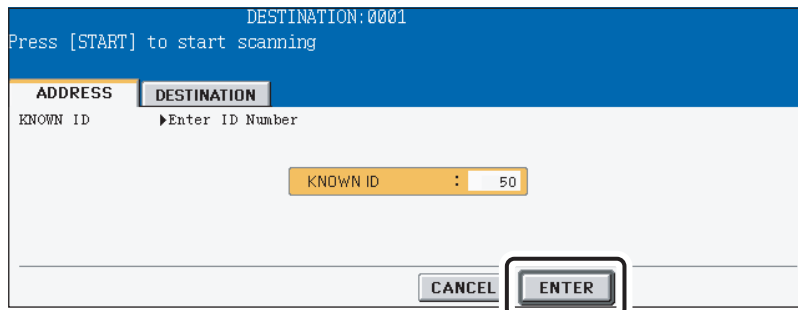 DESTINATION:0001
Press [START] to start scanning
ADDRESS DESTINATION
KNOWN ID ▶Enter ID Number
KNOWN ID : 50
CANCEL ENTER